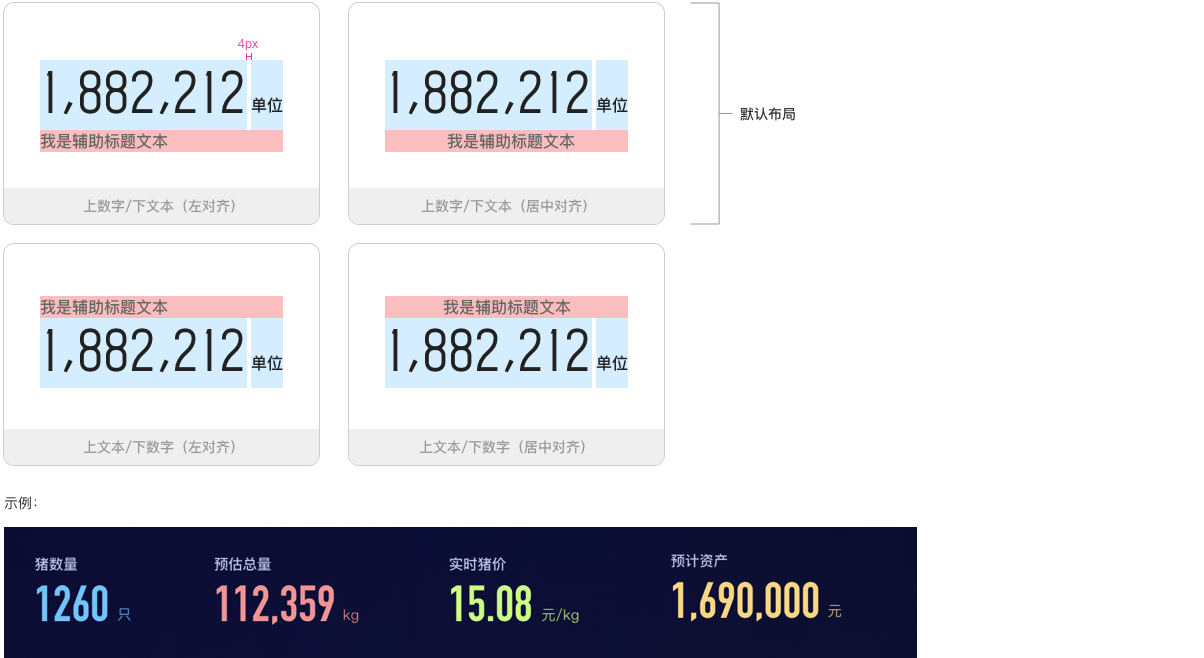 4px
1,882,212 单位
我是辅助标题文本
上数字/下文本（左对齐）
1,882,212 单位
我是辅助标题文本
上数字/下文本（居中对齐）
默认布局
我是辅助标题文本
1,882,212 单位
上文本/下数字（左对齐）
我是辅助标题文本
1,882,212 单位
上文本/下数字（居中对齐）
示例：
猪数量
1260 只
预估总量
112,359 kg
实时猪价
15.08 元/kg
预计资产
1,690,000 元